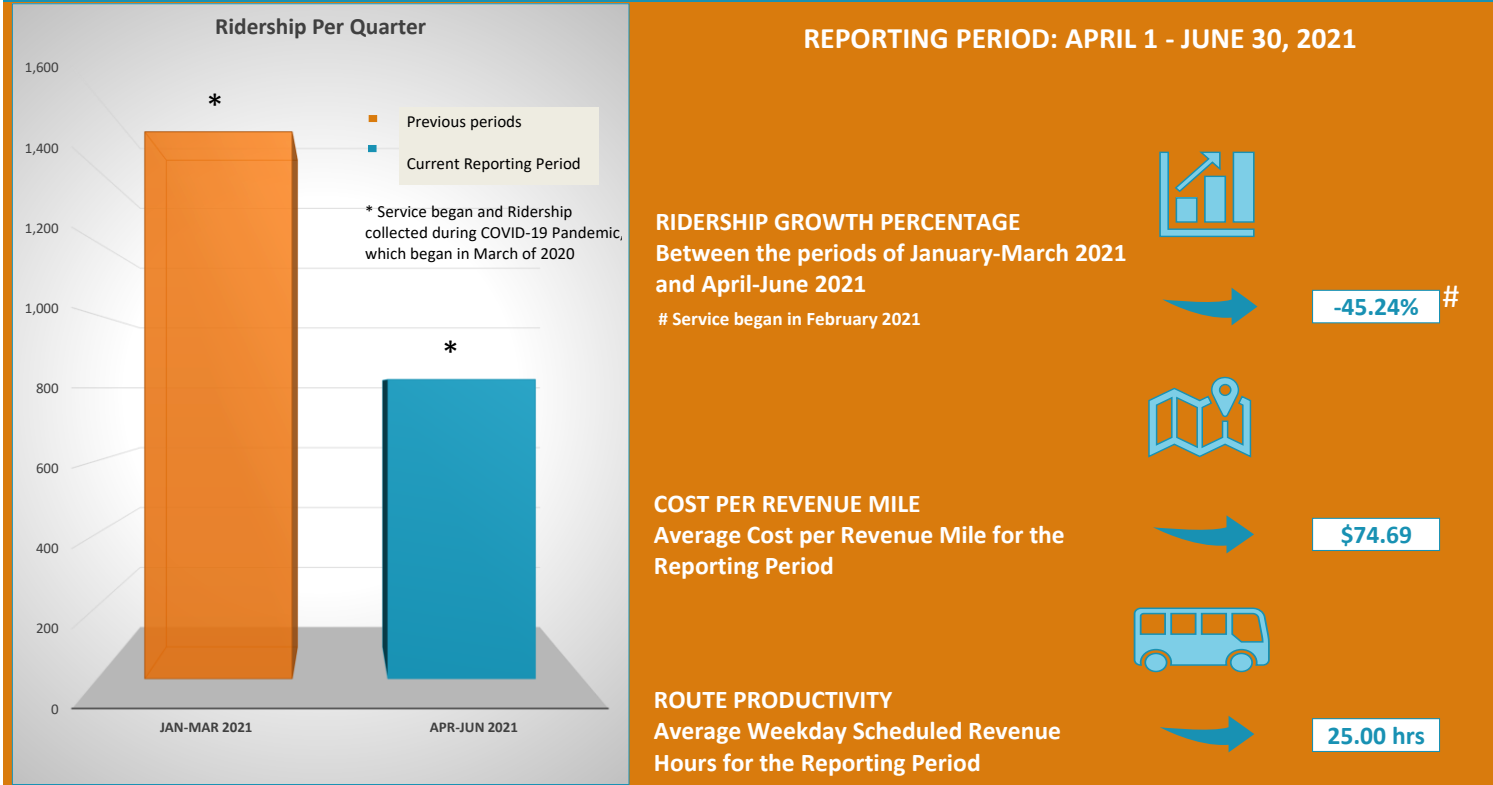 Ridership Per Quarter
1,600
1,400
1,200
1,000
800
600
400
200
0
*
*
JAN-MAR 2021
APR-JUN 2021
Previous periods
Current Reporting Period
* Service began and Ridership
collected during COVID-19 Pandemic,
which began in March of 2020
REPORTING PERIOD: APRIL 1 - JUNE 30, 2021
RIDERSHIP GROWTH PERCENTAGE
Between the periods of January-March 2021
and April-June 2021
# Service began in February 2021
-45.24% #
COST PER REVENUE MILE
Average Cost per Revenue Mile for the
Reporting Period
$74.69
ROUTE PRODUCTIVITY
Average Weekday Scheduled Revenue
Hours for the Reporting Period
25.00 hrs